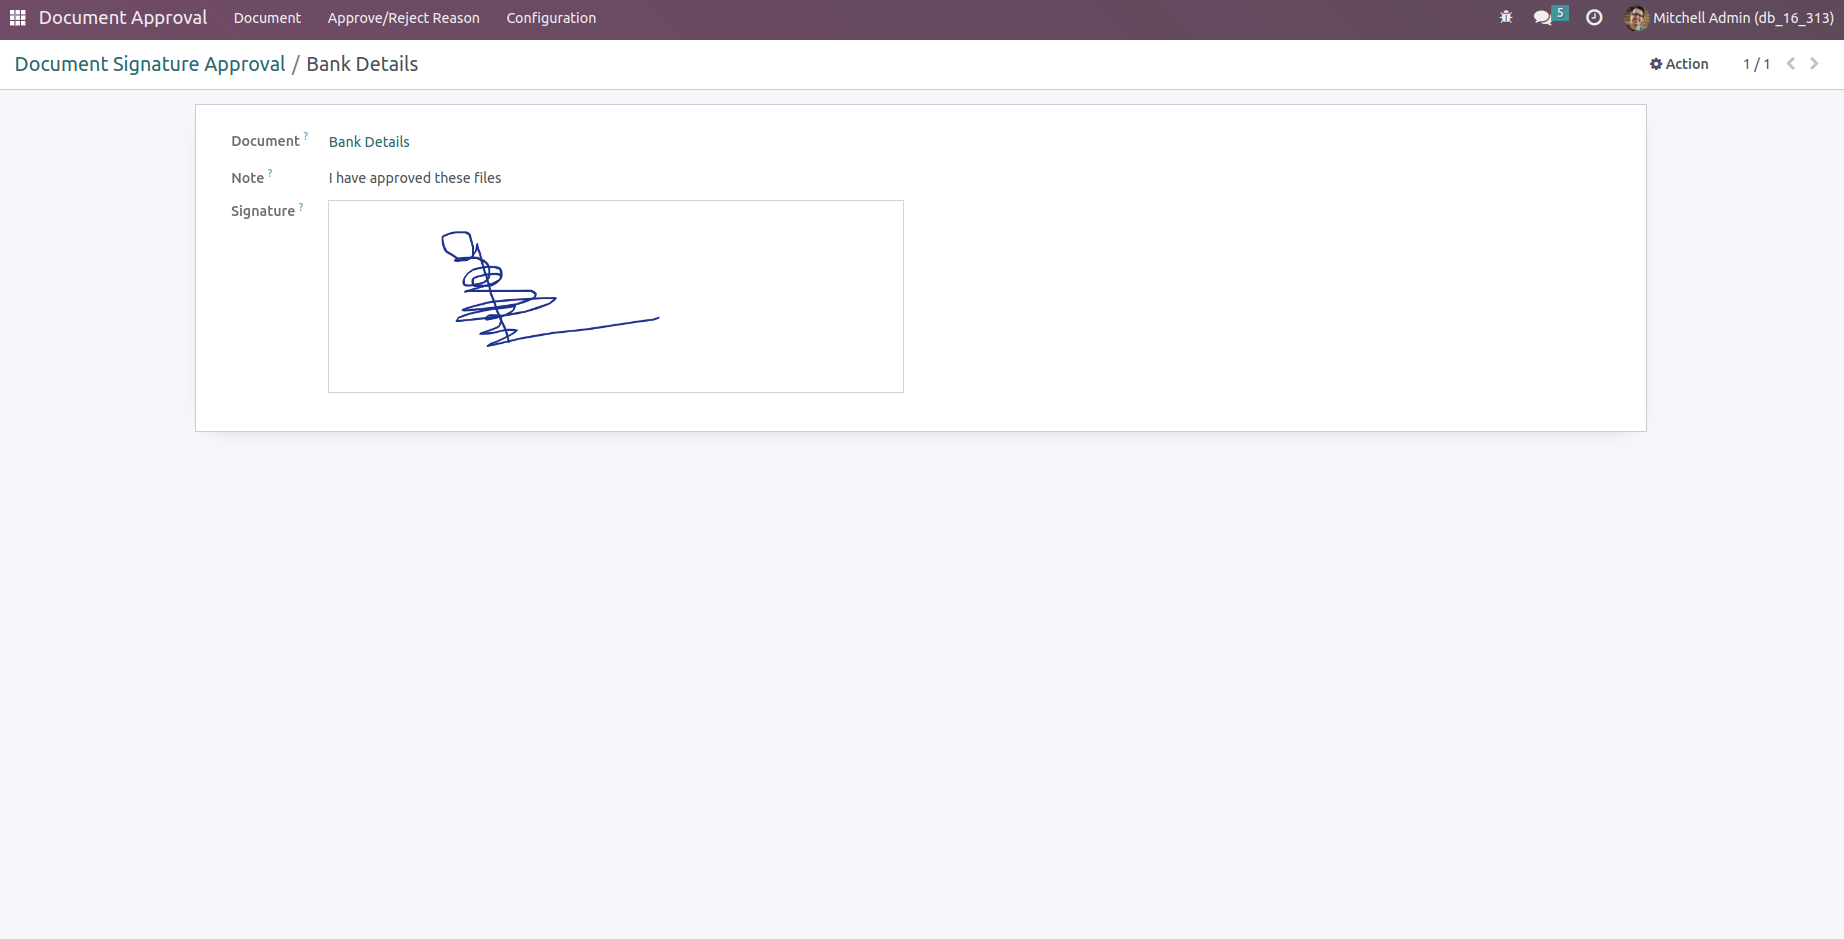 Document Approval Document Approve/Reject Reason Configuration 5 Mitchell Admin (db_16_313)
Document Signature Approval / Bank Details Action 1 / 1
Document ? Bank Details
Note ? I have approved these files
Signature ?